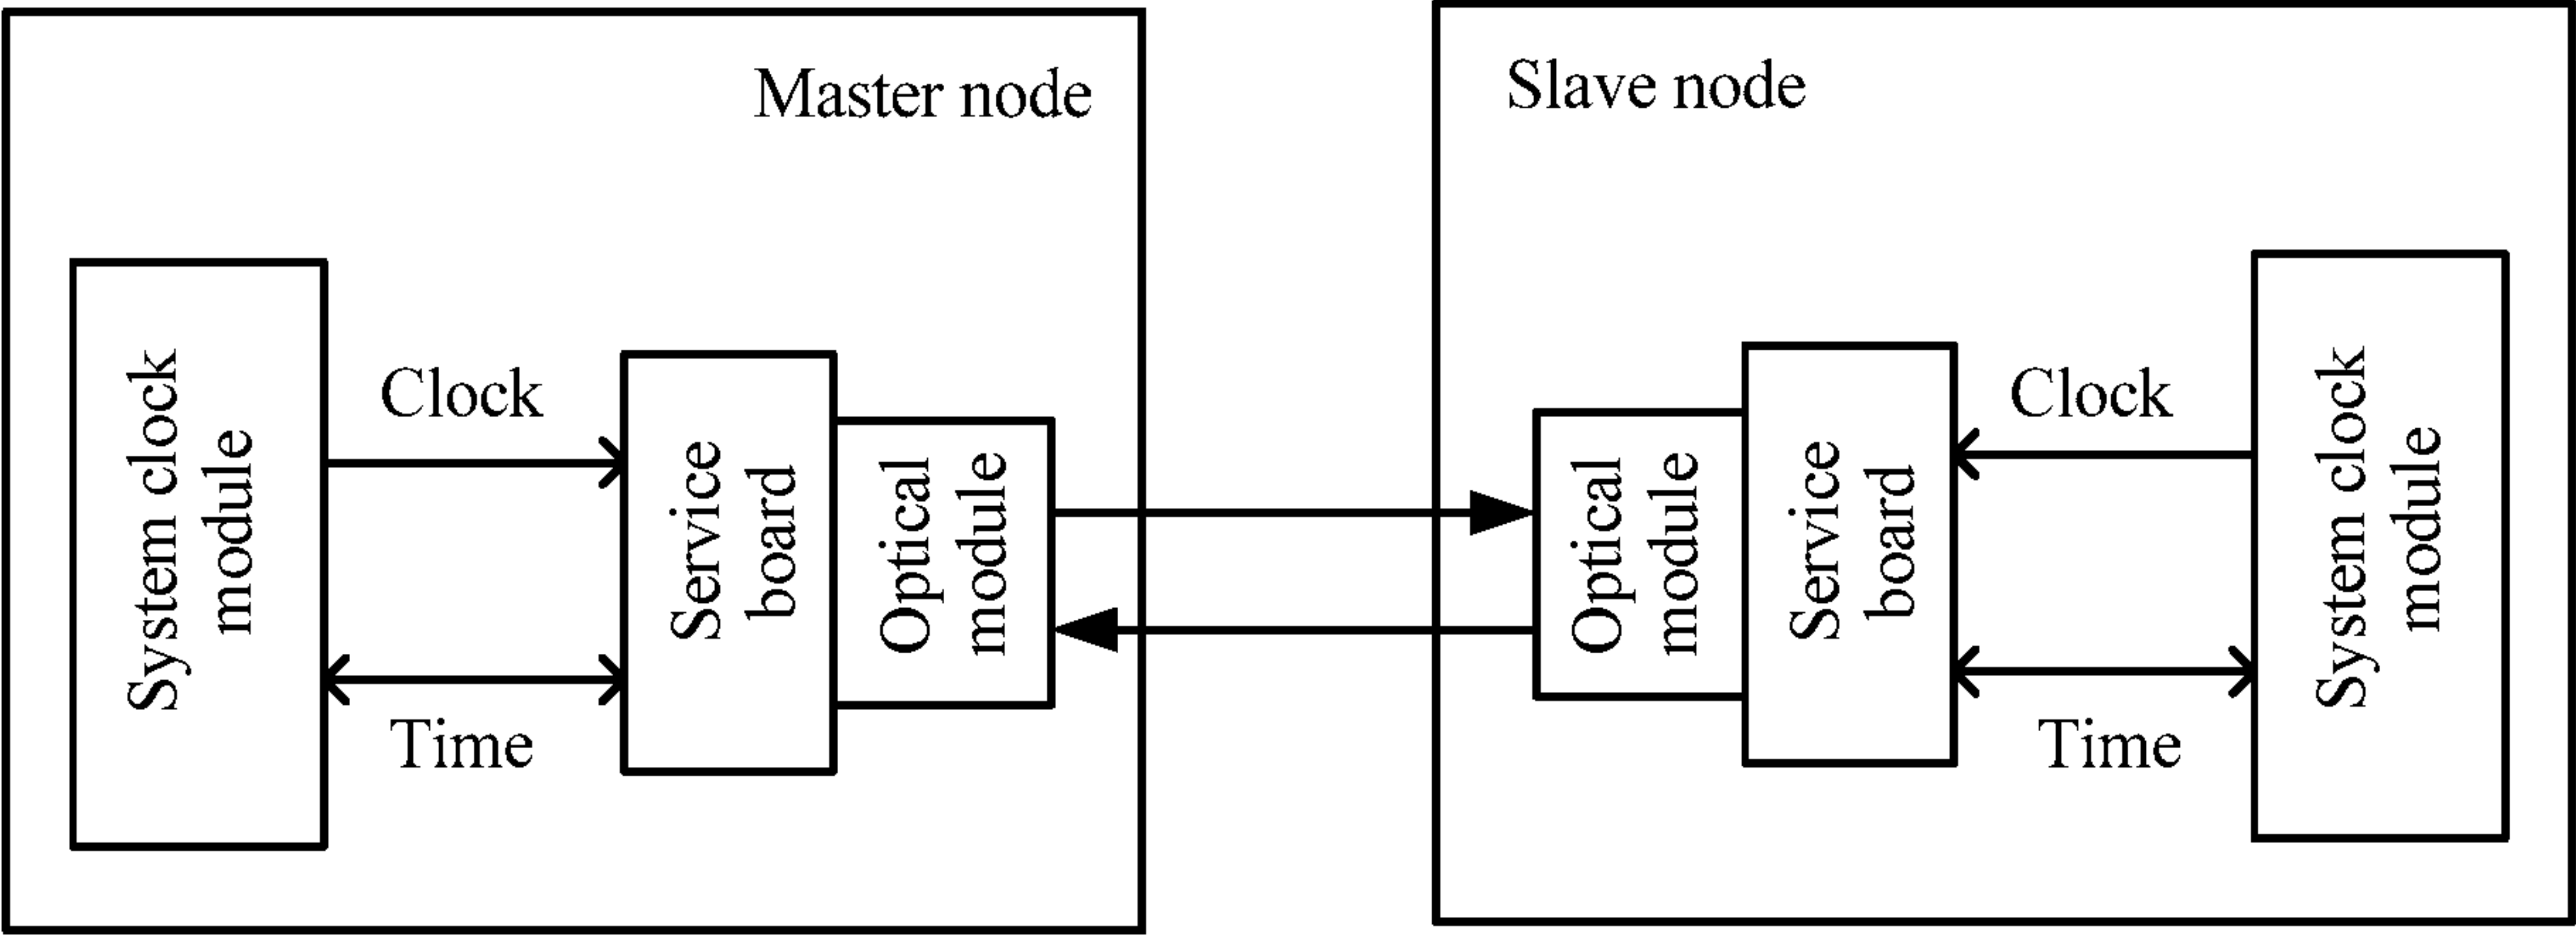 Master node
System clock
module
Clock
Time
Service
board
Optical
module
Slave node
Optical
module
Service
board
Clock
Time
System clock
module